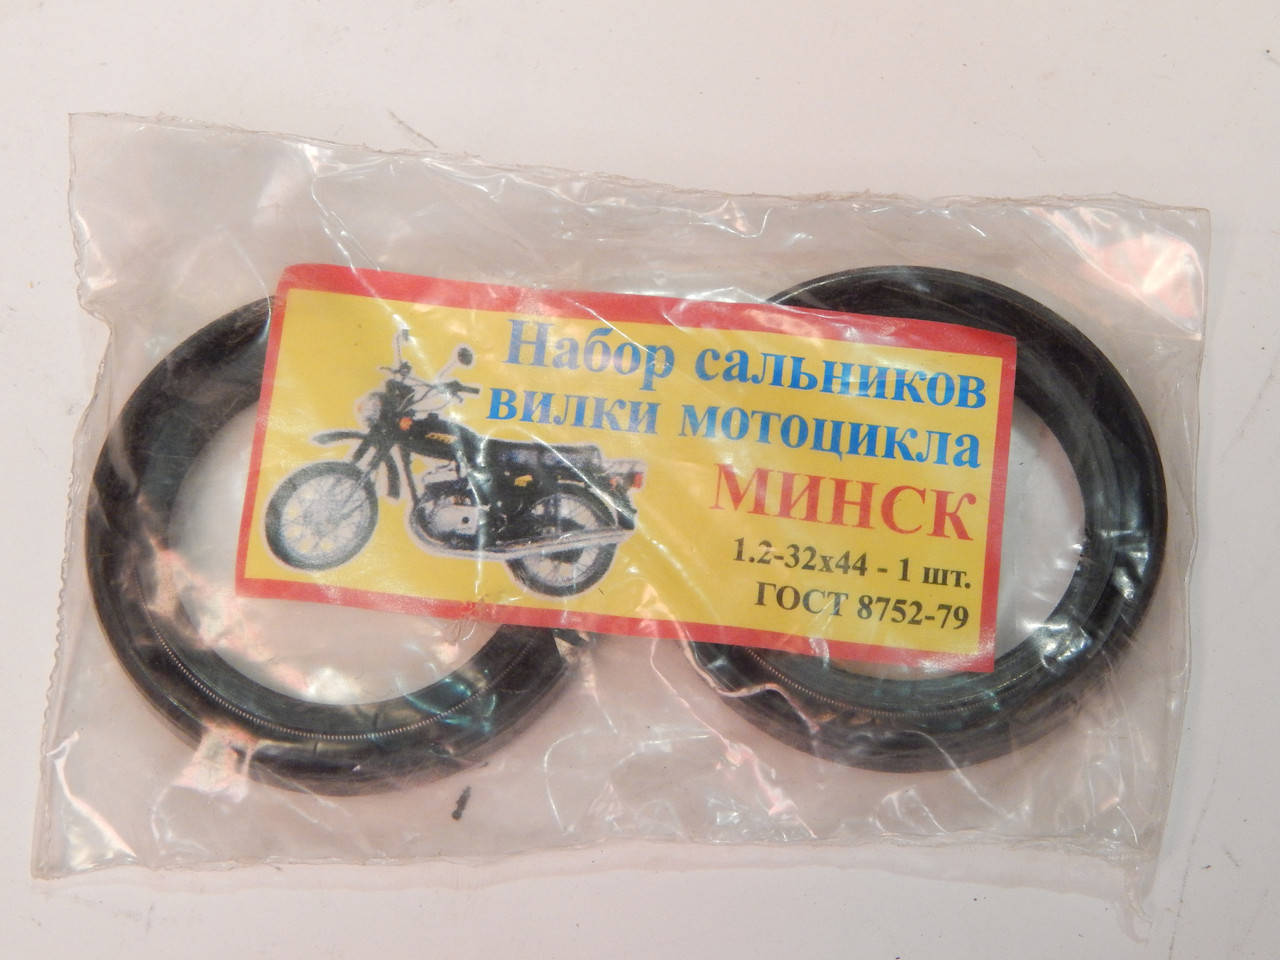 Набор сальников
вилки мотоцикла
МИНСК
1.2-32х44 - 1 шт.
ГОСТ 8752-79